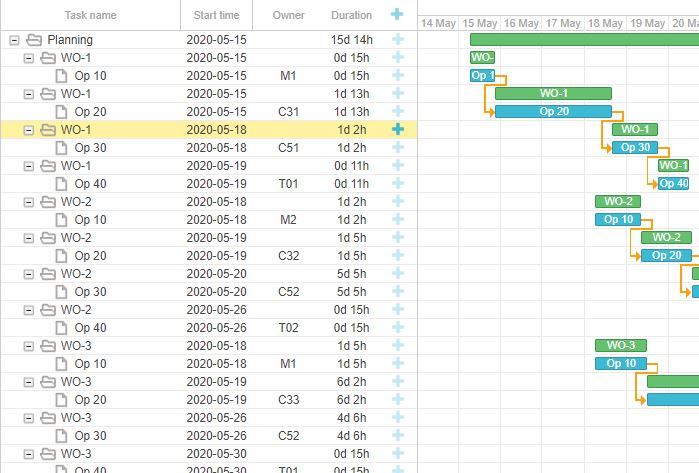 Task name Start time Owner Duration
14 May 15 May 16 May 17 May 18 May 19 May 20 Ma
Planning 2020-05-15 15d 14h
WO-1 2020-05-15 0d 15h WO-
Op 10 2020-05-15 M1 0d 15h Op 1
WO-1 2020-05-15 1d 13h WO-1
Op 20 2020-05-15 C31 1d 13h Op 20
WO-1 2020-05-18 1d 2h WO-1
Op 30 2020-05-18 C51 1d 2h Op 30
WO-1 2020-05-19 0d 11h WO-1
Op 40 2020-05-19 T01 0d 11h Op 40
WO-2 2020-05-18 1d 2h WO-2
Op 10 2020-05-18 M2 1d 2h Op 10
WO-2 2020-05-19 1d 5h WO-2
Op 20 2020-05-19 C32 1d 5h Op 20
WO-2 2020-05-20 5d 5h
Op 30 2020-05-20 C52 5d 5h
WO-2 2020-05-26 0d 15h
Op 40 2020-05-26 T02 0d 15h
WO-3 2020-05-18 1d 5h WO-3
Op 10 2020-05-18 M1 1d 5h Op 10
WO-3 2020-05-19 6d 2h
Op 20 2020-05-19 C33 6d 2h
WO-3 2020-05-26 4d 6h
Op 30 2020-05-26 C52 4d 6h
WO-3 2020-05-30 0d 15h
Op 40 2020-05-30 T01 0d 15h